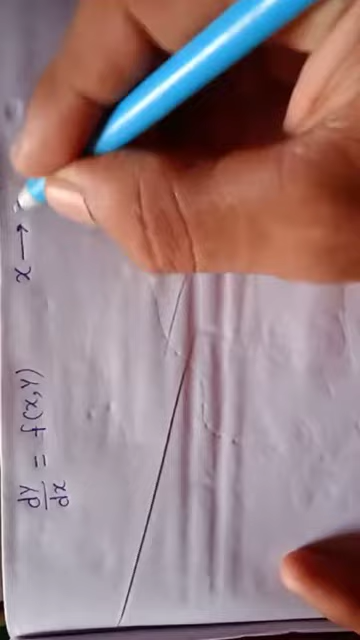 dy/dx = f(x,y) x →